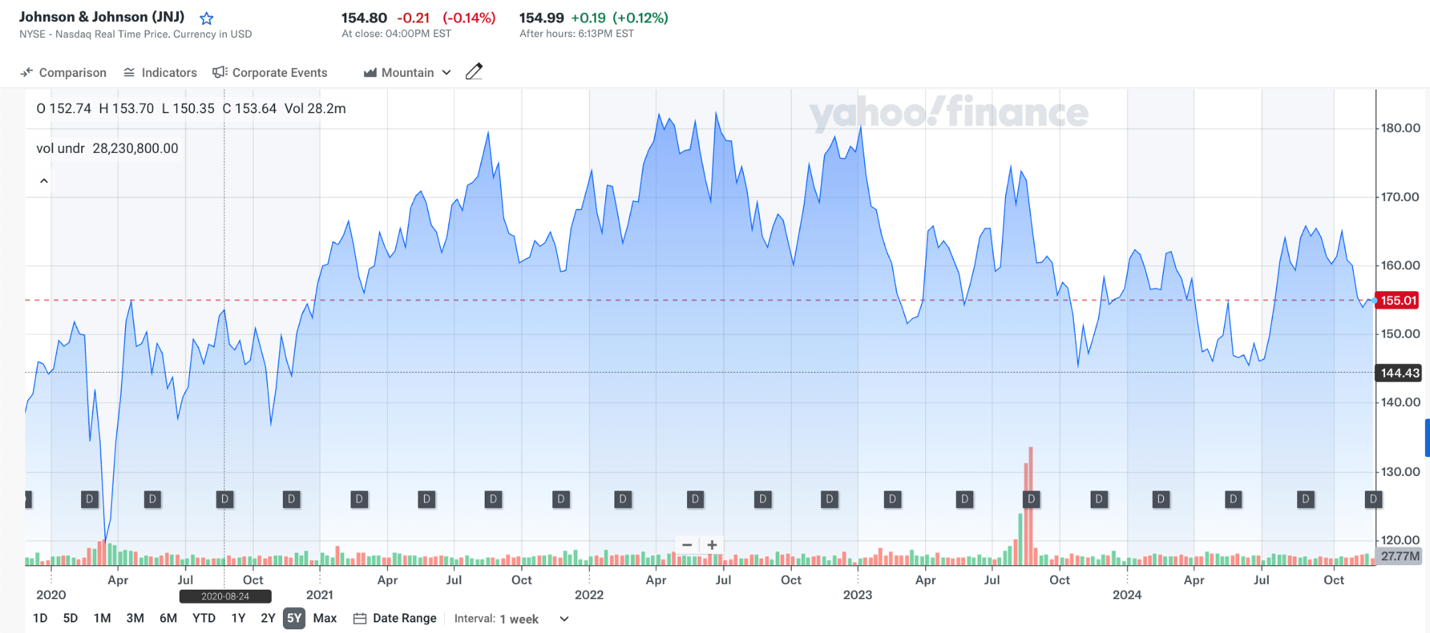 Johnson & Johnson (JNJ)
NYSE - Nasdaq Real Time Price. Currency in USD
154.80 -0.21 (-0.14%)
At close: 04:00PM EST
154.99 +0.19 (+0.12%)
After hours: 6:13PM EST
Comparison Indicators Corporate Events Mountain
O 152.74 H 153.70 L 150.35 C 153.64 Vol 28.2m
vol undr 28,230,800.00
yahoo!finance
180.00
170.00
160.00
155.01
150.00
144.43
140.00
130.00
D D D D D D D D D D D D D D D D D D D D
120.00
27.77M
Apr Jul Oct Apr Jul Oct Apr Jul Oct Apr Jul Oct Apr Jul Oct
2020 2020-08-24 2021 2022 2023 2024
1D 5D 1M 3M 6M YTD 1Y 2Y 5Y Max Date Range Interval: 1 week